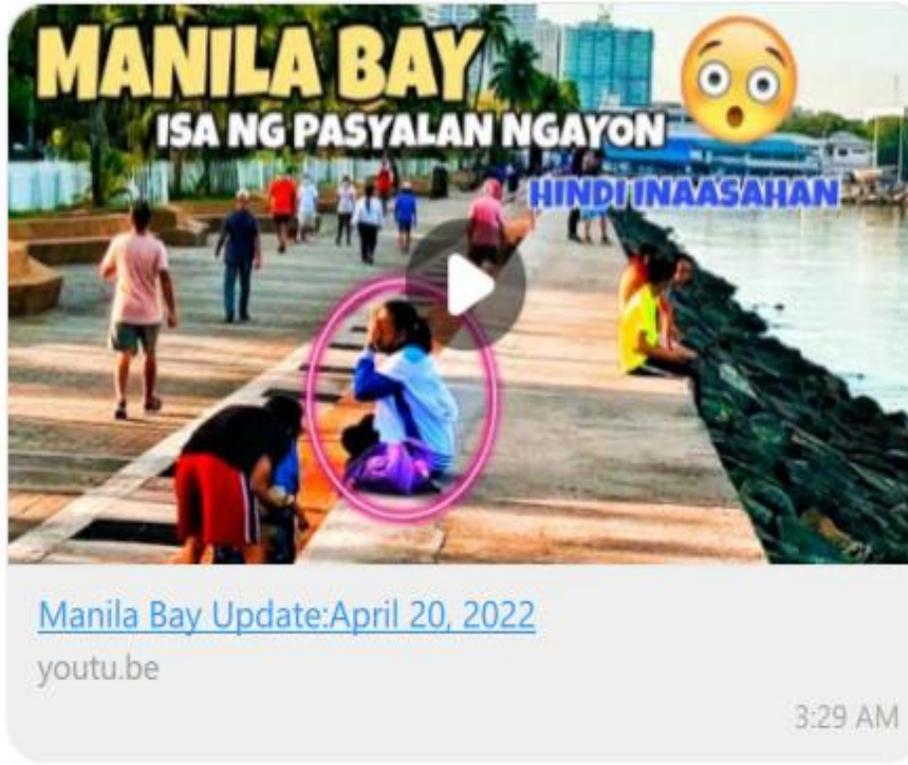 MANILA BAY
ISA NG PASYALAN NGAYON
HINDI INAASAHAN
Manila Bay Update:April 20, 2022
youtu.be
3:29 AM